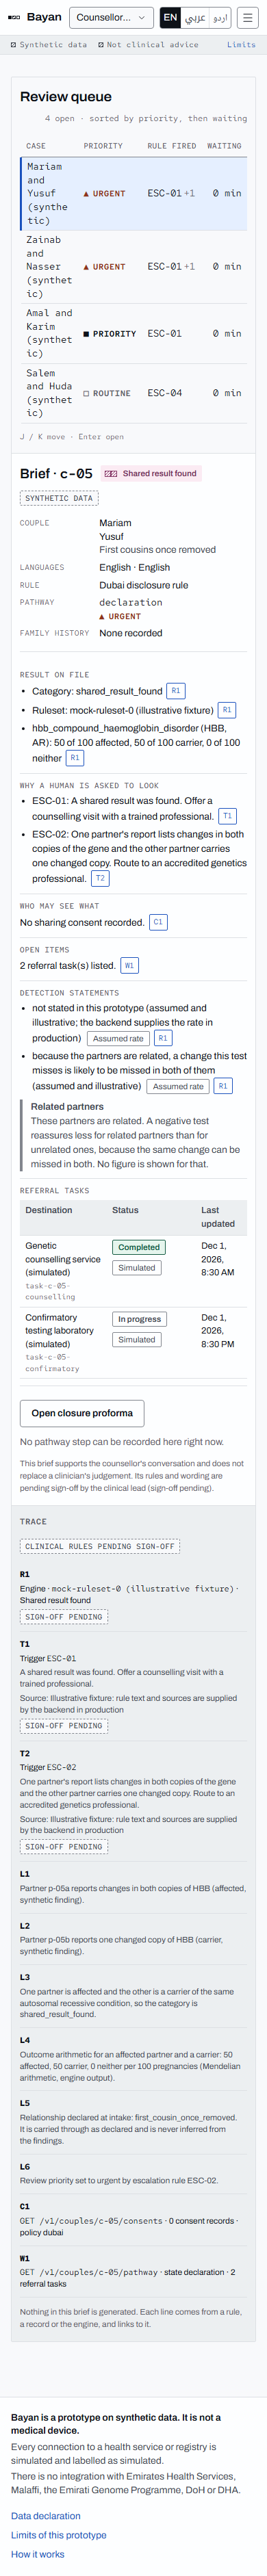 Bayan
Counsellor...
EN
عربي
اردو
Synthetic data
Not clinical advice
Limits
Review queue
4 open · sorted by priority, then waiting
CASE PRIORITY RULE FIRED WAITING
Mariam
and
Yusuf
(synthe
tic)
▲ URGENT
ESC-01 +1
0 min
Zainab
and
Nasser
(synthet
ic)
▲ URGENT
ESC-01 +1
0 min
Amal and
Karim
(synthet
ic)
■ PRIORITY
ESC-01
0 min
Salem
and Huda
(synthet
ic)
□ ROUTINE
ESC-04
0 min
J / K move · Enter open
Brief · c-05
Shared result found
SYNTHETIC DATA
COUPLE
Mariam
Yusuf
First cousins once removed
LANGUAGES
English · English
RULE
Dubai disclosure rule
PATHWAY
declaration
▲ URGENT
FAMILY HISTORY
None recorded
RESULT ON FILE
• Category: shared_result_found R1
• Ruleset: mock-ruleset-0 (illustrative fixture) R1
• hbb_compound_haemoglobin_disorder (HBB,
AR): 50 of 100 affected, 50 of 100 carrier, 0 of 100
neither R1
WHY A HUMAN IS ASKED TO LOOK
• ESC-01: A shared result was found. Offer a
counselling visit with a trained professional. T1
• ESC-02: One partner's report lists changes in both
copies of the gene and the other partner carries
one changed copy. Route to an accredited genetics
professional. T2
WHO MAY SEE WHAT
No sharing consent recorded. C1
OPEN ITEMS
2 referral task(s) listed. W1
DETECTION STATEMENTS
• not stated in this prototype (assumed and
illustrative; the backend supplies the rate in
production) Assumed rate R1
• because the partners are related, a change this test
misses is likely to be missed in both of them
(assumed and illustrative) Assumed rate R1
Related partners
These partners are related. A negative test
reassures less for related partners than for
unrelated ones, because the same change can be
missed in both. No figure is shown for that.
REFERRAL TASKS
Destination Status Last
updated
Genetic
counselling service
(simulated)
task-c-05-
counselling
Completed
Simulated
Dec 1,
2026,
8:30 AM
Confirmatory
testing laboratory
(simulated)
task-c-05-
confirmatory
In progress
Simulated
Dec 1,
2026,
8:30 PM
Open closure proforma
No pathway step can be recorded here right now.
This brief supports the counsellor's conversation and does not
replace a clinician's judgement. Its rules and wording are
pending sign-off by the clinical lead (sign-off pending).
TRACE
CLINICAL RULES PENDING SIGN-OFF
R1
Engine · mock-ruleset-0 (illustrative fixture) ·
Shared result found
SIGN-OFF PENDING
T1
Trigger ESC-01
A shared result was found. Offer a counselling visit with a
trained professional.
Source: Illustrative fixture: rule text and sources are supplied
by the backend in production
SIGN-OFF PENDING
T2
Trigger ESC-02
One partner's report lists changes in both copies of the gene
and the other partner carries one changed copy. Route to an
accredited genetics professional.
Source: Illustrative fixture: rule text and sources are supplied
by the backend in production
SIGN-OFF PENDING
L1
Partner p-05a reports changes in both copies of HBB (affected,
synthetic finding).
L2
Partner p-05b reports one changed copy of HBB (carrier,
synthetic finding).
L3
One partner is affected and the other is a carrier of the same
autosomal recessive condition, so the category is
shared_result_found.
L4
Outcome arithmetic for an affected partner and a carrier: 50
affected, 50 carrier, 0 neither per 100 pregnancies (Mendelian
arithmetic, engine output).
L5
Relationship declared at intake: first_cousin_once_removed.
It is carried through as declared and is never inferred from
the findings.
L6
Review priority set to urgent by escalation rule ESC-02.
C1
GET /v1/couples/c-05/consents · 0 consent records ·
policy dubai
W1
GET /v1/couples/c-05/pathway · state declaration · 2
referral tasks
Nothing in this brief is generated. Each line comes from a rule,
a record or the engine, and links to it.
Bayan is a prototype on synthetic data. It is not a
medical device.
Every connection to a health service or registry is
simulated and labelled as simulated.
There is no integration with Emirates Health Services,
Malaffi, the Emirati Genome Programme, DoH or DHA.
Data declaration
Limits of this prototype
How it works